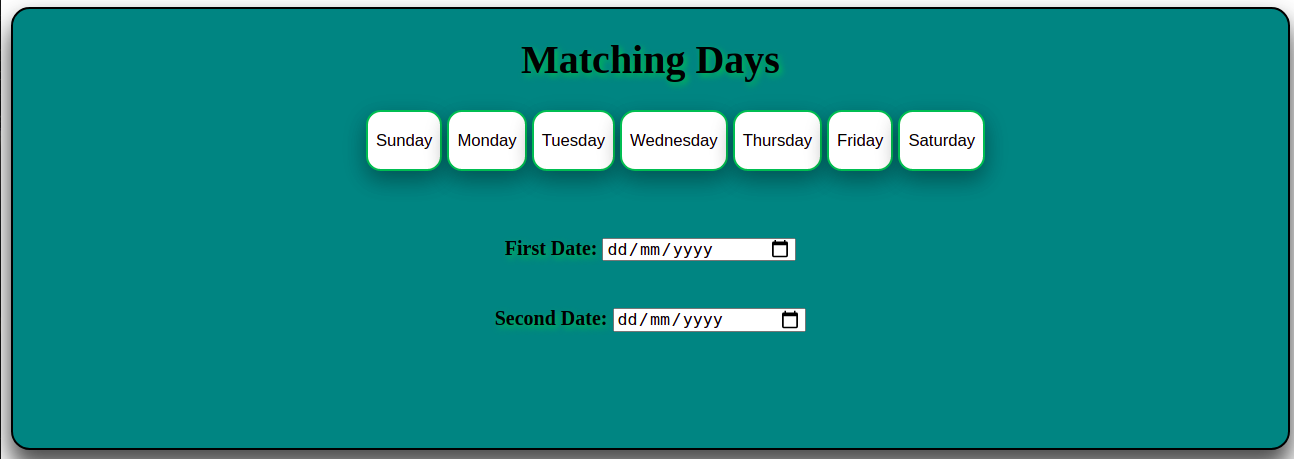 Matching Days
Sunday Monday Tuesday Wednesday Thursday Friday Saturday
First Date: dd/mm/yyyy
Second Date: dd/mm/yyyy